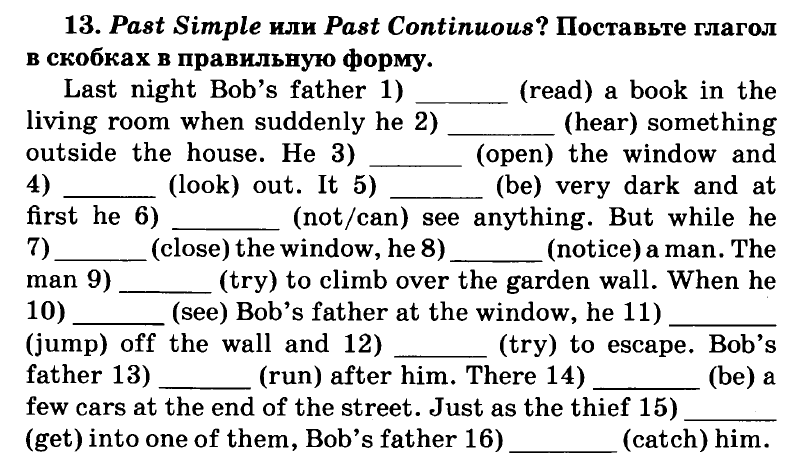 13. Past Simple или Past Continuous? Поставьте глагол
в скобках в правильную форму.
Last night Bob's father 1) _______ (read) a book in the
living room when suddenly he 2) ________ (hear) something
outside the house. He 3) _______ (open) the window and
4) _______ (look) out. It 5) _______ (be) very dark and at
first he 6) ________ (not/can) see anything. But while he
7) _______ (close) the window, he 8) _______ (notice) a man. The
man 9) _______ (try) to climb over the garden wall. When he
10) _______ (see) Bob's father at the window, he 11) ________
(jump) off the wall and 12) _______ (try) to escape. Bob's
father 13) _______ (run) after him. There 14) ________ (be) a
few cars at the end of the street. Just as the thief 15) _______
(get) into one of them, Bob's father 16) ________ (catch) him.